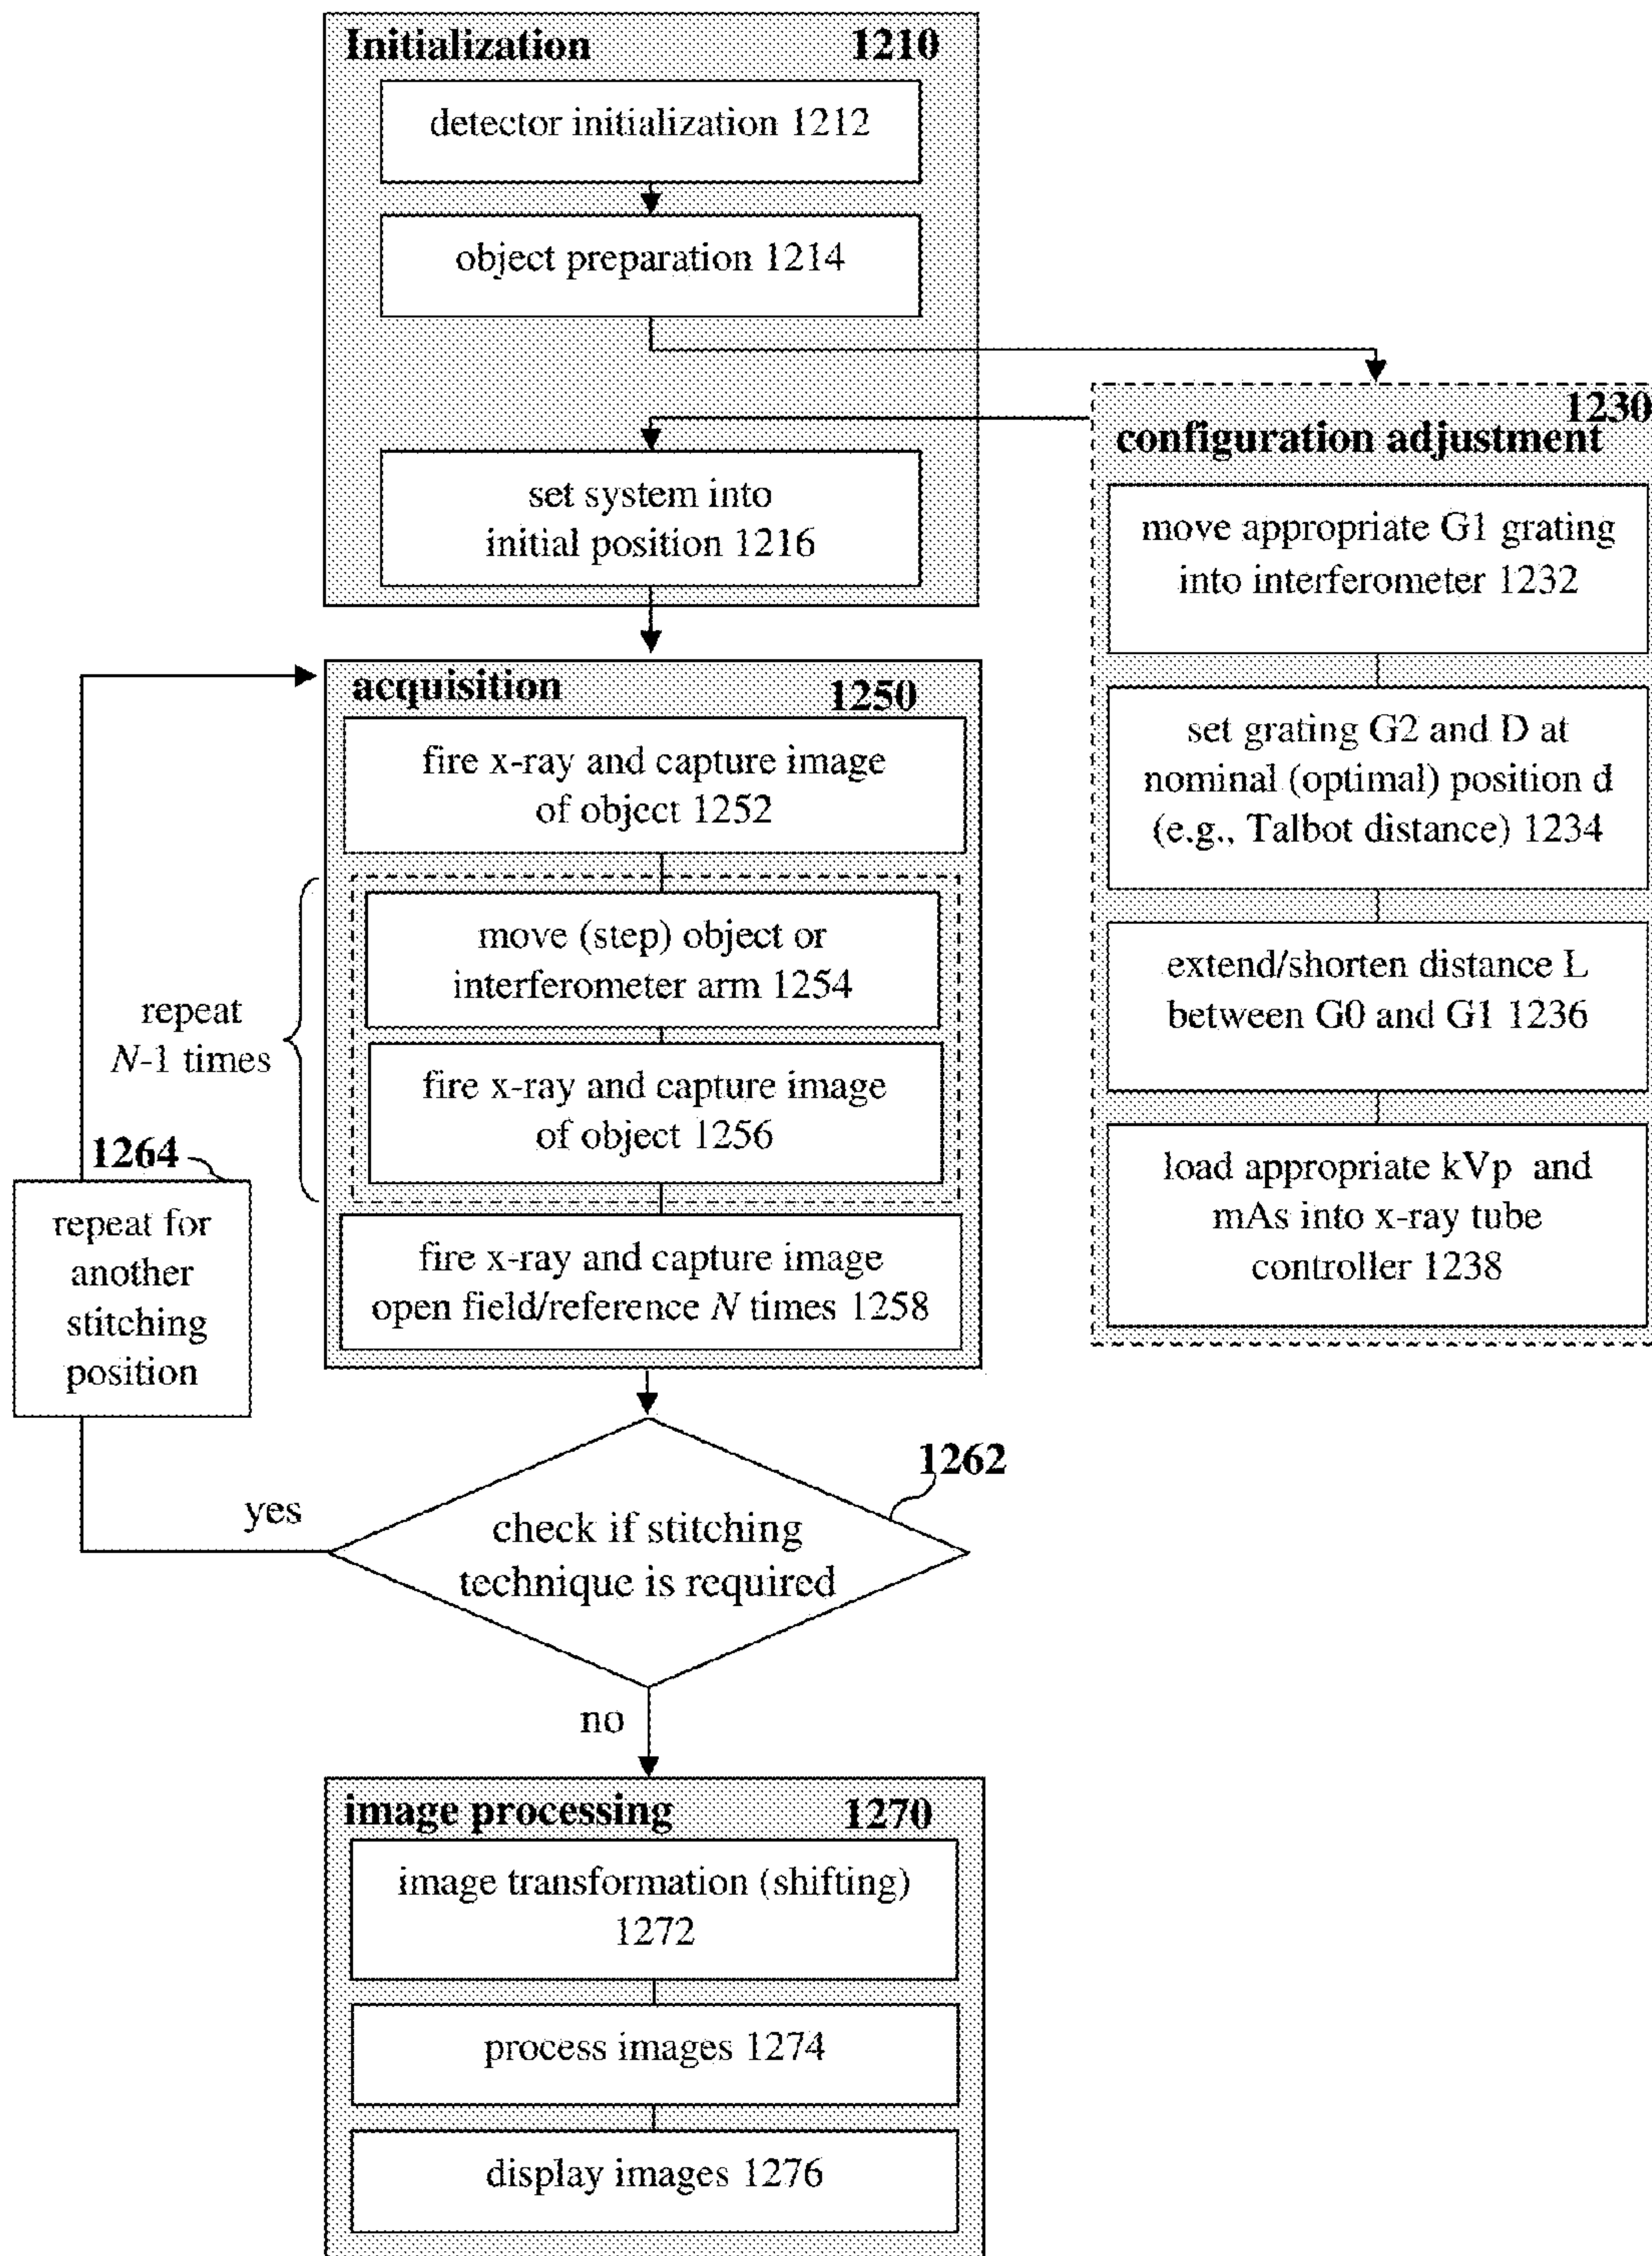 Initialization 1210
detector initialization 1212
object preparation 1214
set system into
initial position 1216
1230
configuration adjustment
move appropriate G1 grating
into interferometer 1232
set grating G2 and D at
nominal (optimal) position d
(e.g., Talbot distance) 1234
extend/shorten distance L
between G0 and G1 1236
load appropriate kVp and
mAs into x-ray tube
controller 1238
acquisition 1250
fire x-ray and capture image
of object 1252
repeat
N-1 times
move (step) object or
interferometer arm 1254
fire x-ray and capture image
of object 1256
fire x-ray and capture image
open field/reference N times 1258
1264
repeat for
another
stitching
position
1262
check if stitching
technique is required
yes
no
image processing 1270
image transformation (shifting)
1272
process images 1274
display images 1276